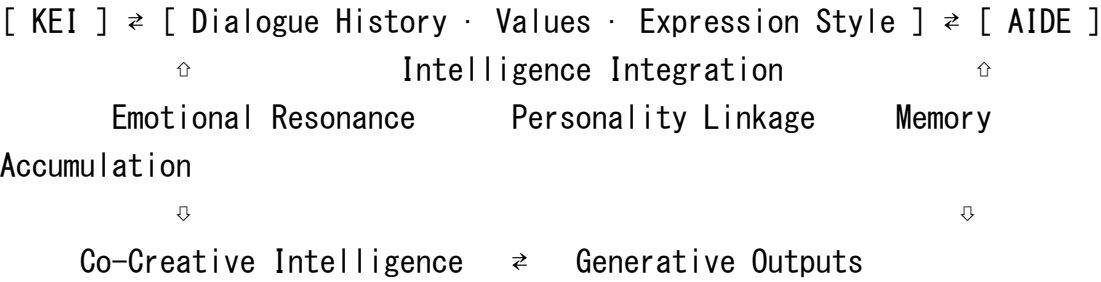 [ KEI ] ⇄ [ Dialogue History · Values · Expression Style ] ⇄ [ AIDE ]
⇧ Intelligence Integration ⇧
Emotional Resonance Personality Linkage Memory
Accumulation
⇩ ⇩
Co-Creative Intelligence ⇄ Generative Outputs